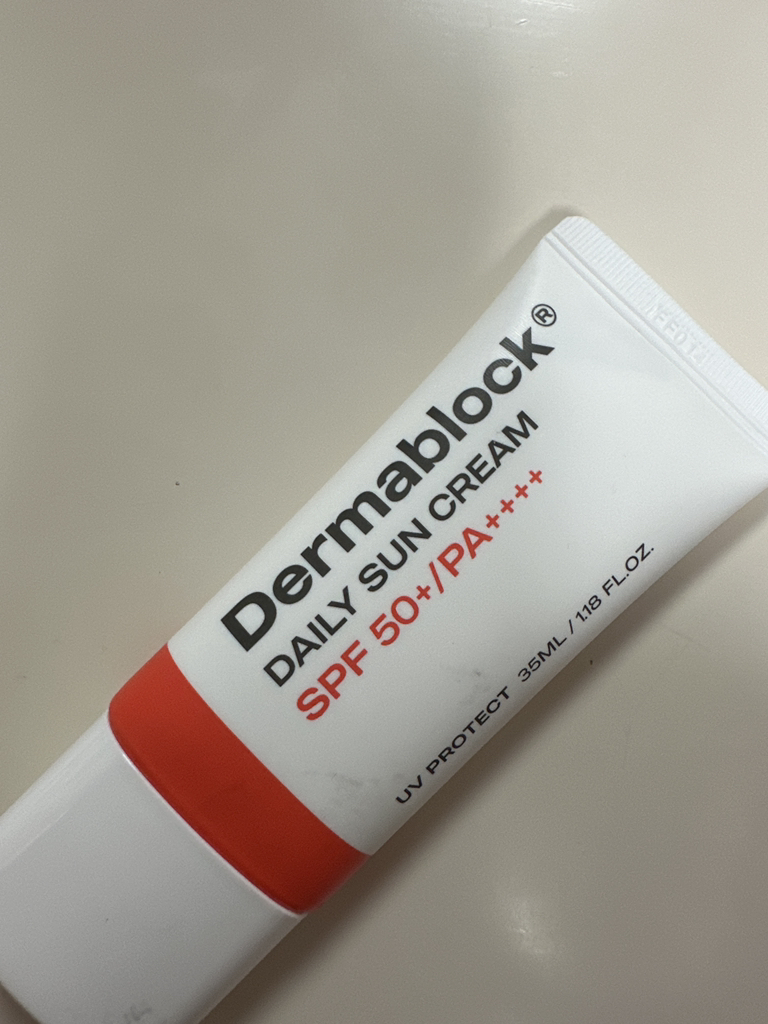 Dermablock®
DAILY SUN CREAM
SPF 50+/PA++++
UV PROTECT 35ML / 1.18 FL.OZ.